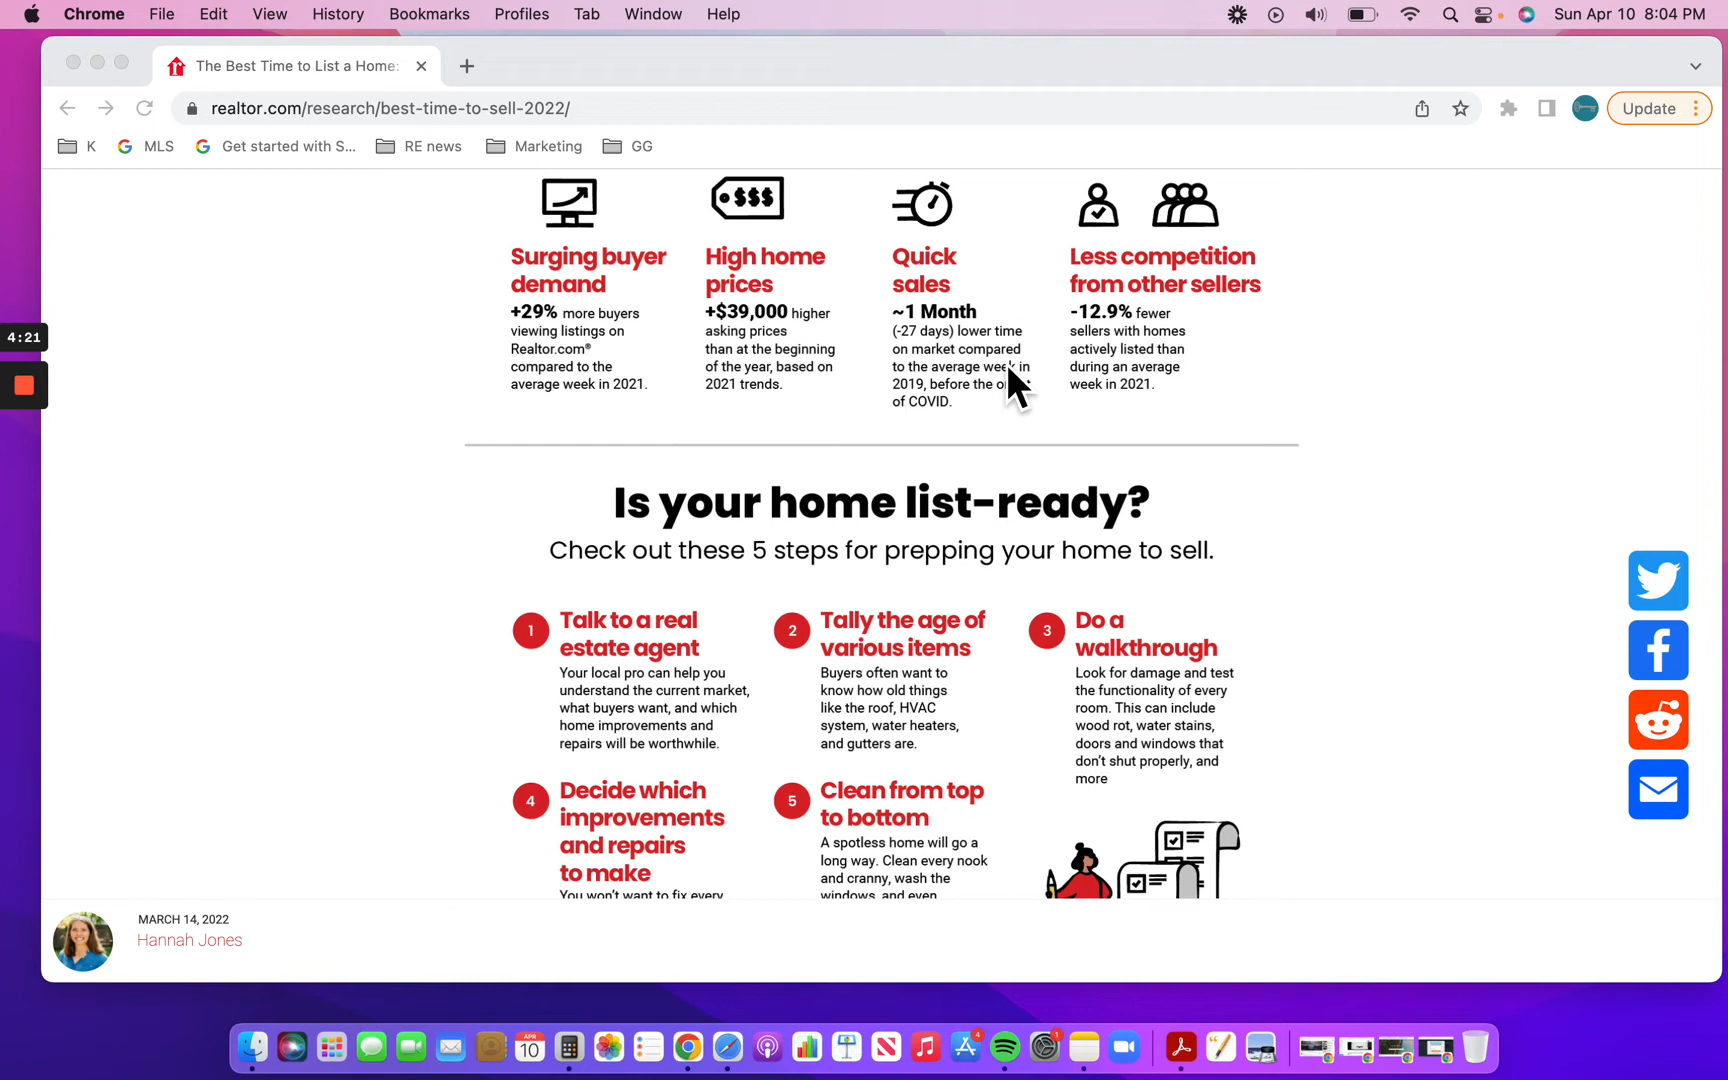 Chrome File Edit View History Bookmarks Profiles Tab Window Help Sun Apr 10 8:04 PM
The Best Time to List a Home:
realtor.com/research/best-time-to-sell-2022/ Update
K MLS Get started with S... RE news Marketing GG
$$$
Surging buyer
demand
+29% more buyers
viewing listings on
Realtor.com®
compared to the
average week in 2021.
High home
prices
+$39,000 higher
asking prices
than at the beginning
of the year, based on
2021 trends.
Quick
sales
~1 Month
(-27 days) lower time
on market compared
to the average week in
2019, before the
of COVID.
Less competition
from other sellers
-12.9% fewer
sellers with homes
actively listed than
during an average
week in 2021.
4:21
Is your home list-ready?
Check out these 5 steps for prepping your home to sell.
1 Talk to a real
estate agent
Your local pro can help you
understand the current market,
what buyers want, and which
home improvements and
repairs will be worthwhile.
2 Tally the age of
various items
Buyers often want to
know how old things
like the roof, HVAC
system, water heaters,
and gutters are.
3 Do a
walkthrough
Look for damage and test
the functionality of every
room. This can include
wood rot, water stains,
doors and windows that
don't shut properly, and
more
4 Decide which
improvements
and repairs
to make
You won't want to fix every
5 Clean from top
to bottom
A spotless home will go a
long way. Clean every nook
and cranny, wash the
windows, and even
MARCH 14, 2022
Hannah Jones
APR
10
4
1